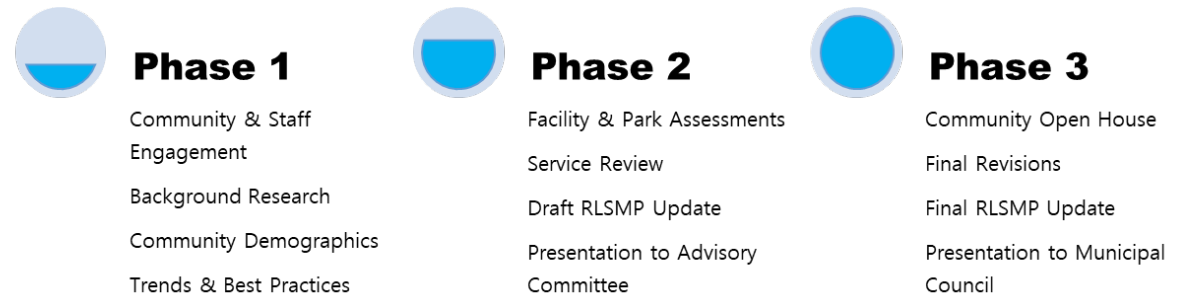 Phase 1
Community & Staff
Engagement
Background Research
Community Demographics
Trends & Best Practices
Phase 2
Facility & Park Assessments
Service Review
Draft RLSMP Update
Presentation to Advisory
Committee
Phase 3
Community Open House
Final Revisions
Final RLSMP Update
Presentation to Municipal
Council